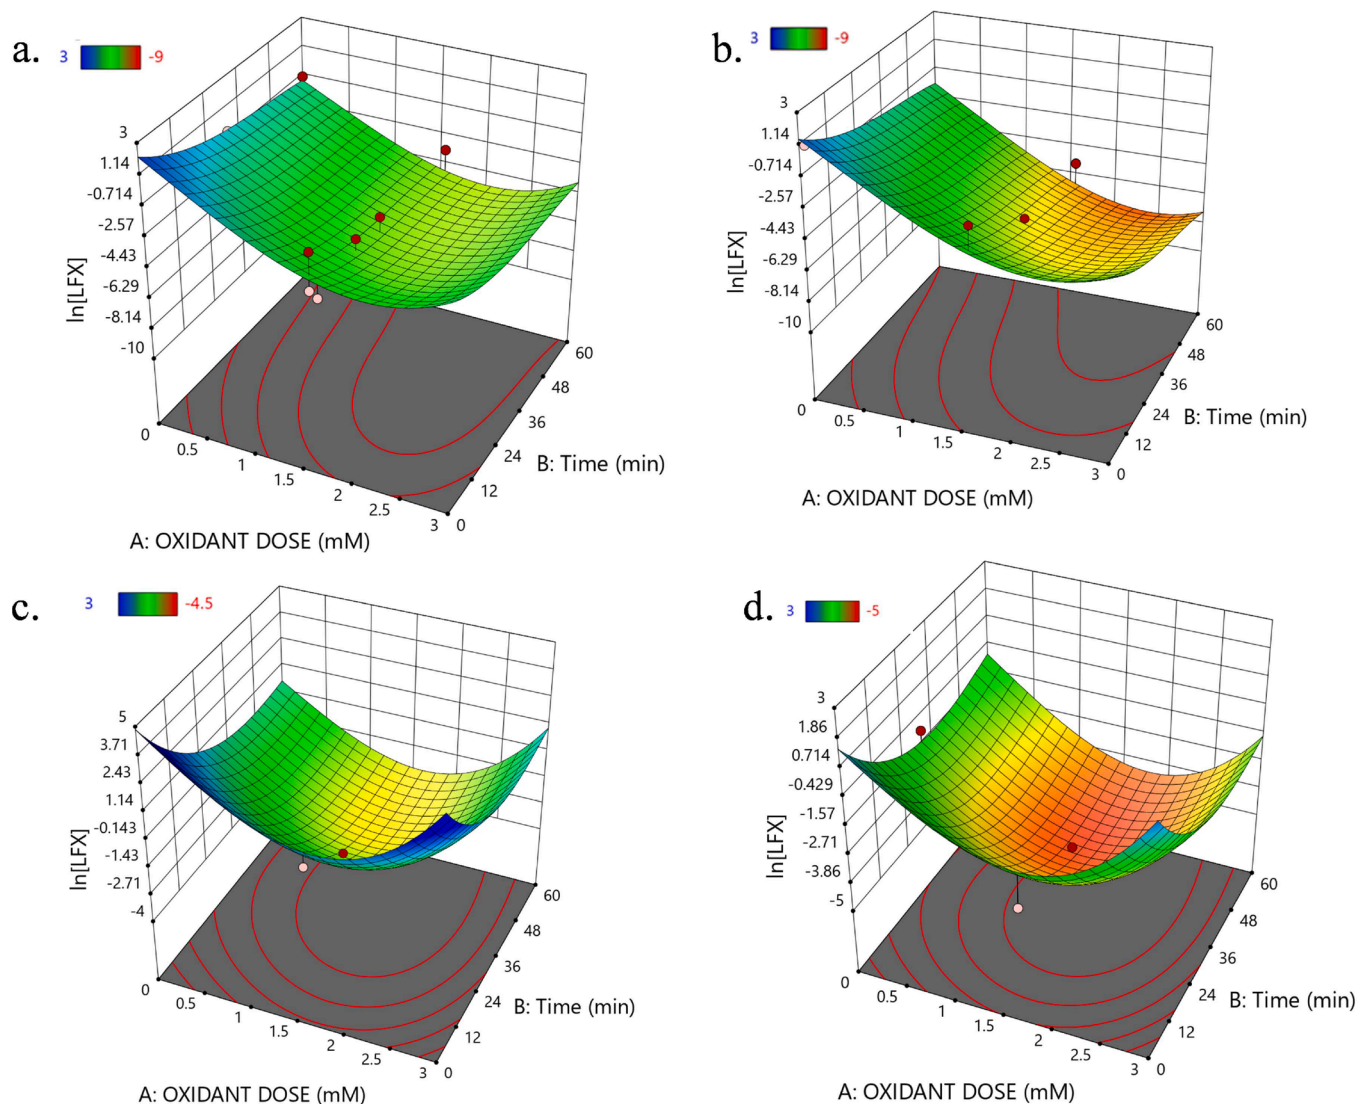 a.
3 -9
3
1.14
-0.714
-2.57
-4.43
-6.29
-8.14
-10
ln[LFX]
0 0.5 1 1.5 2 2.5 3
0 12 24 36 48 60
B: Time (min)
A: OXIDANT DOSE (mM)
b.
3 -9
3
1.14
-0.714
-2.57
-4.43
-6.29
-8.14
-10
ln[LFX]
0 0.5 1 1.5 2 2.5 3
0 12 24 36 48 60
B: Time (min)
A: OXIDANT DOSE (mM)
c.
3 -4.5
5
3.71
2.43
1.14
-0.143
-1.43
-2.71
-4
ln[LFX]
0 0.5 1 1.5 2 2.5 3
0 12 24 36 48 60
B: Time (min)
A: OXIDANT DOSE (mM)
d.
3 -5
3
1.86
0.714
-0.429
-1.57
-2.71
-3.86
-5
ln[LFX]
0 0.5 1 1.5 2 2.5 3
0 12 24 36 48 60
B: Time (min)
A: OXIDANT DOSE (mM)